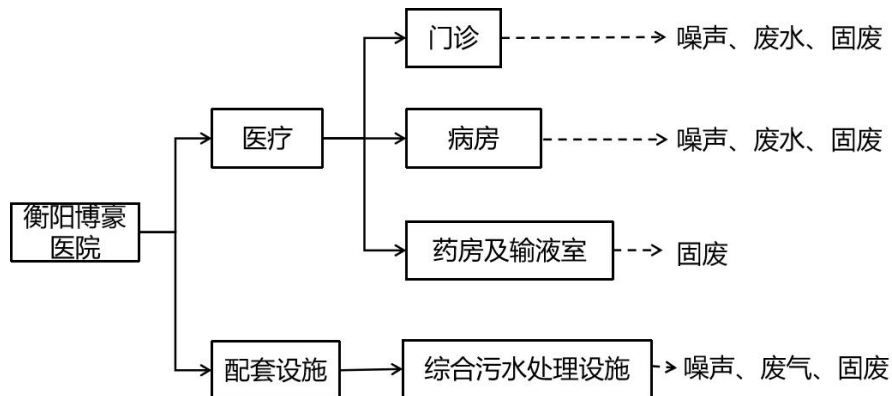 门诊
噪声、废水、固废
医疗
病房
噪声、废水、固废
衡阳博豪
医院
药房及输液室
固废
配套设施
综合污水处理设施
噪声、废气、固废